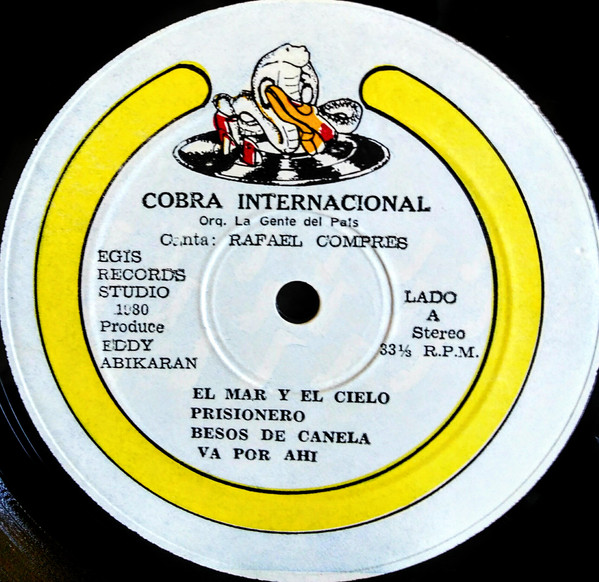 COBRA INTERNACIONAL
Orq. La Gente del Pais
Canta: RAFAEL COMPRES
EGIS
RECORDS
STUDIO
1980
Produce
EDDY
ABIKARAN
LADO
A
Stereo
33⅓ R.P.M.
EL MAR Y EL CIELO
PRISIONERO
BESOS DE CANELA
VA POR AHI